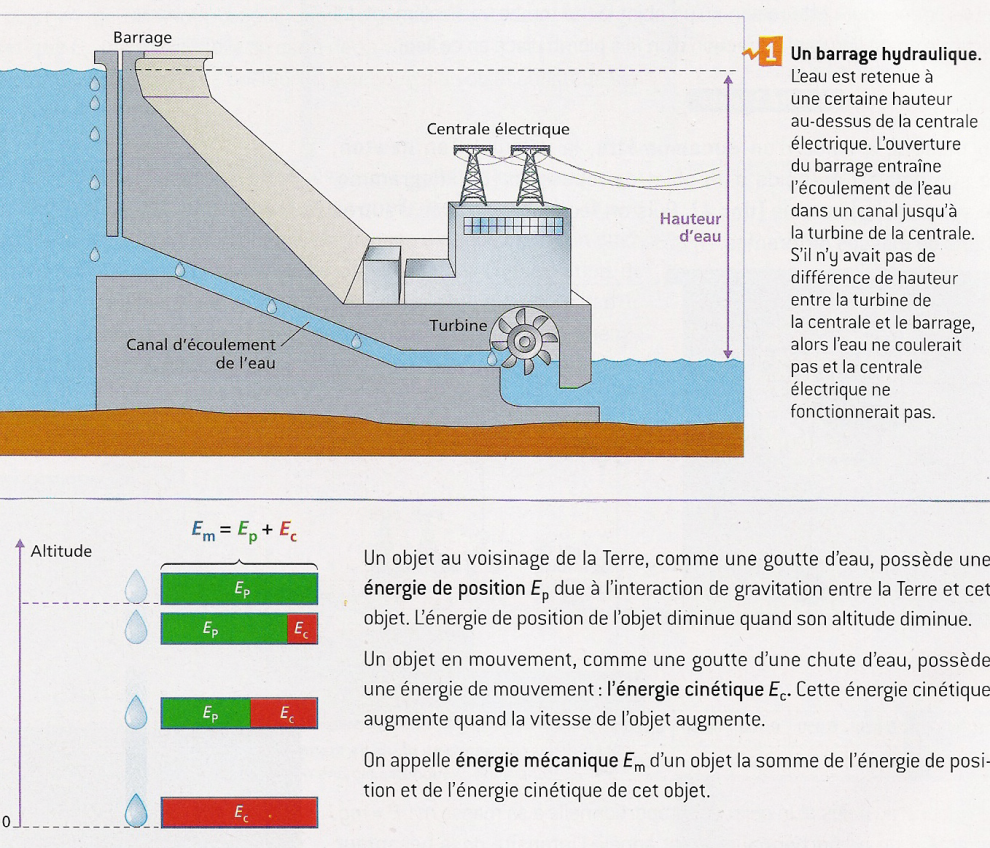 Barrage
Centrale électrique
Hauteur
d'eau
Turbine
Canal d'écoulement
de l'eau
1 Un barrage hydraulique.
L'eau est retenue à
une certaine hauteur
au-dessus de la centrale
électrique. L'ouverture
du barrage entraîne
l'écoulement de l'eau
dans un canal jusqu'à
la turbine de la centrale.
S'il n'y avait pas de
différence de hauteur
entre la turbine de
la centrale et le barrage,
alors l'eau ne coulerait
pas et la centrale
électrique ne
fonctionnerait pas.
Em = Ep + Ec
Altitude
Ep
Ep Ec
Ep Ec
Ec
0
Un objet au voisinage de la Terre, comme une goutte d'eau, possède une
énergie de position Ep due à l'interaction de gravitation entre la Terre et cet
objet. L'énergie de position de l'objet diminue quand son altitude diminue.
Un objet en mouvement, comme une goutte d'une chute d'eau, possède
une énergie de mouvement : l'énergie cinétique Ec. Cette énergie cinétique
augmente quand la vitesse de l'objet augmente.
On appelle énergie mécanique Em d'un objet la somme de l'énergie de posi-
tion et de l'énergie cinétique de cet objet.